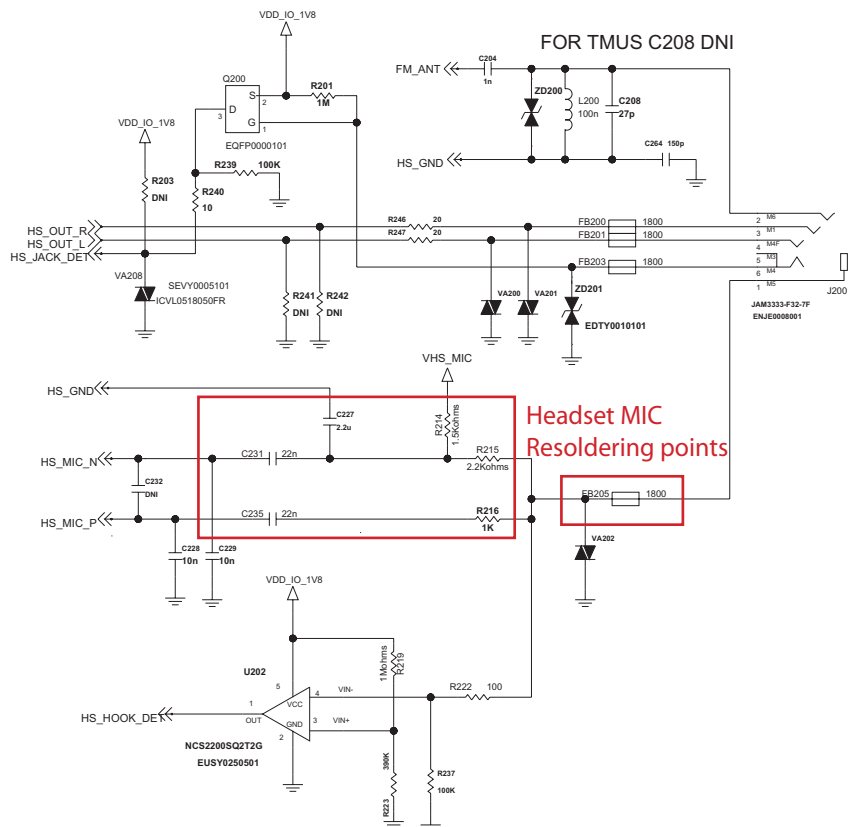 FOR TMUS C208 DNI
VDD_IO_1V8
FM_ANT
C204
1n
Q200
R201
1M
ZD200
L200
100n
C208
27p
S
2
D
3
G
1
VDD_IO_1V8
EQFP0000101
C264 150p
HS_GND
R239
100K
R203
DNI
R240
10
HS_OUT_R
HS_OUT_L
HS_JACK_DET
R246
20
R247
20
FB200
1800
FB201
1800
FB203
1800
2
M6
3
M1
4
M4F
5
M3
6
M4
1
M5
J200
JAM3333-F32-7F
ENJE0008001
VA208
SEVY0005101
ICVL0518050FR
R241
DNI
R242
DNI
VA200
VA201
ZD201
EDTY0010101
VHS_MIC
HS_GND
C227
2.2u
R214
1.5Kohms
Headset MIC
Resoldering points
HS_MIC_N
C231
22n
R215
2.2Kohms
C232
DNI
FB205
1800
HS_MIC_P
C235
22n
R216
1K
VA202
C228
10n
C229
10n
VDD_IO_1V8
R219
1Mohms
U202
5
VCC
4
VIN-
R222
100
HS_HOOK_DET
1
OUT
GND
3
VIN+
2
NCS2200SQ2T2G
EUSY0250501
390K
R223
R237
100K